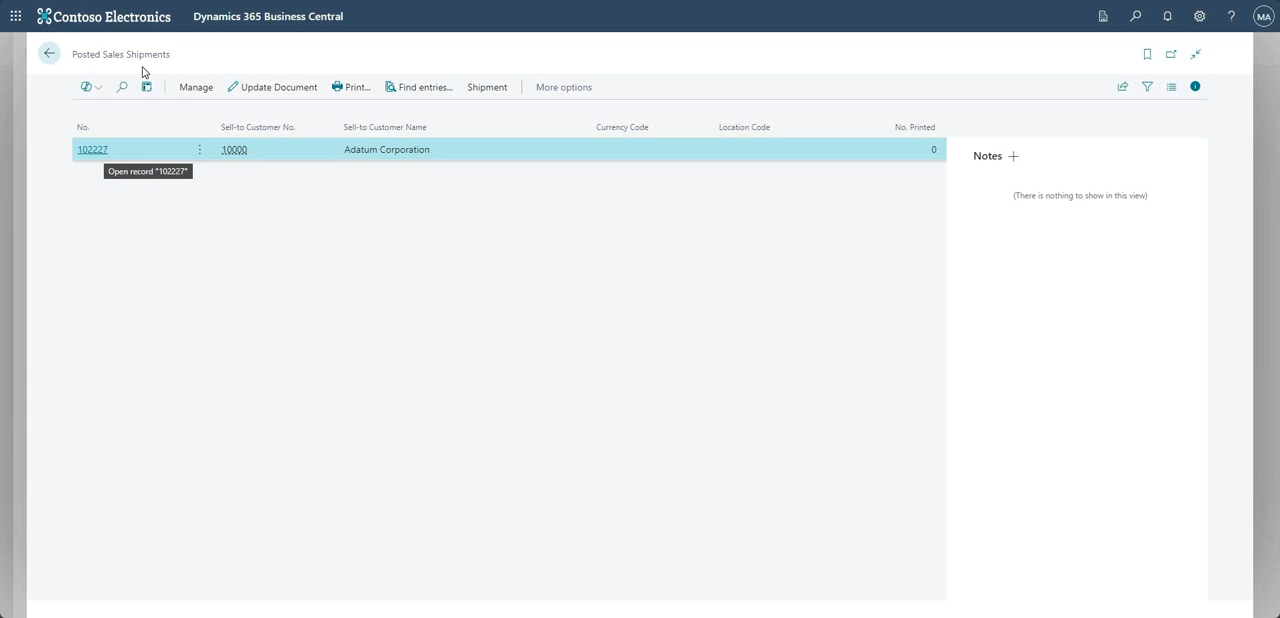 Contoso Electronics
Dynamics 365 Business Central
MA
Posted Sales Shipments
Manage
Update Document
Print...
Find entries...
Shipment
More options
No.
Sell-to Customer No.
Sell-to Customer Name
Currency Code
Location Code
No. Printed
102227
10000
Adatum Corporation
0
Open record "102227"
Notes
(There is nothing to show in this view)